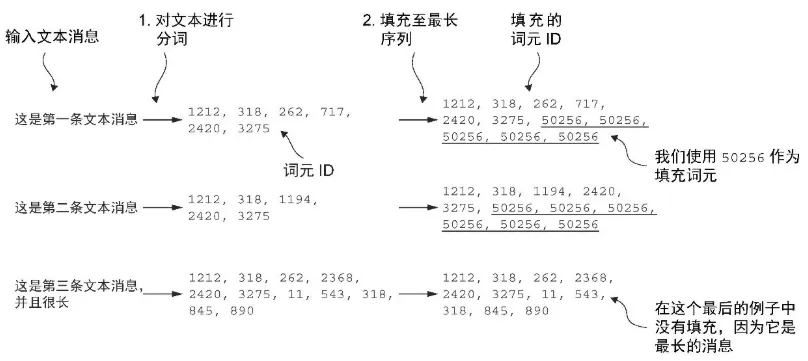 输入文本消息
1. 对文本进行
分词
2. 填充至最长
序列
填充的
词元 ID
这是第一条文本消息
1212, 318, 262, 717,
2420, 3275
词元 ID
1212, 318, 262, 717,
2420, 3275, 50256, 50256,
50256, 50256, 50256
我们使用 50256 作为
填充词元
这是第二条文本消息
1212, 318, 1194,
2420, 3275
1212, 318, 1194, 2420,
3275, 50256, 50256, 50256,
50256, 50256, 50256
这是第三条文本消息,
并且很长
1212, 318, 262, 2368,
2420, 3275, 11, 543, 318,
845, 890
1212, 318, 262, 2368,
2420, 3275, 11, 543,
318, 845, 890
在这个最后的例子中
没有填充，因为它是
最长的消息